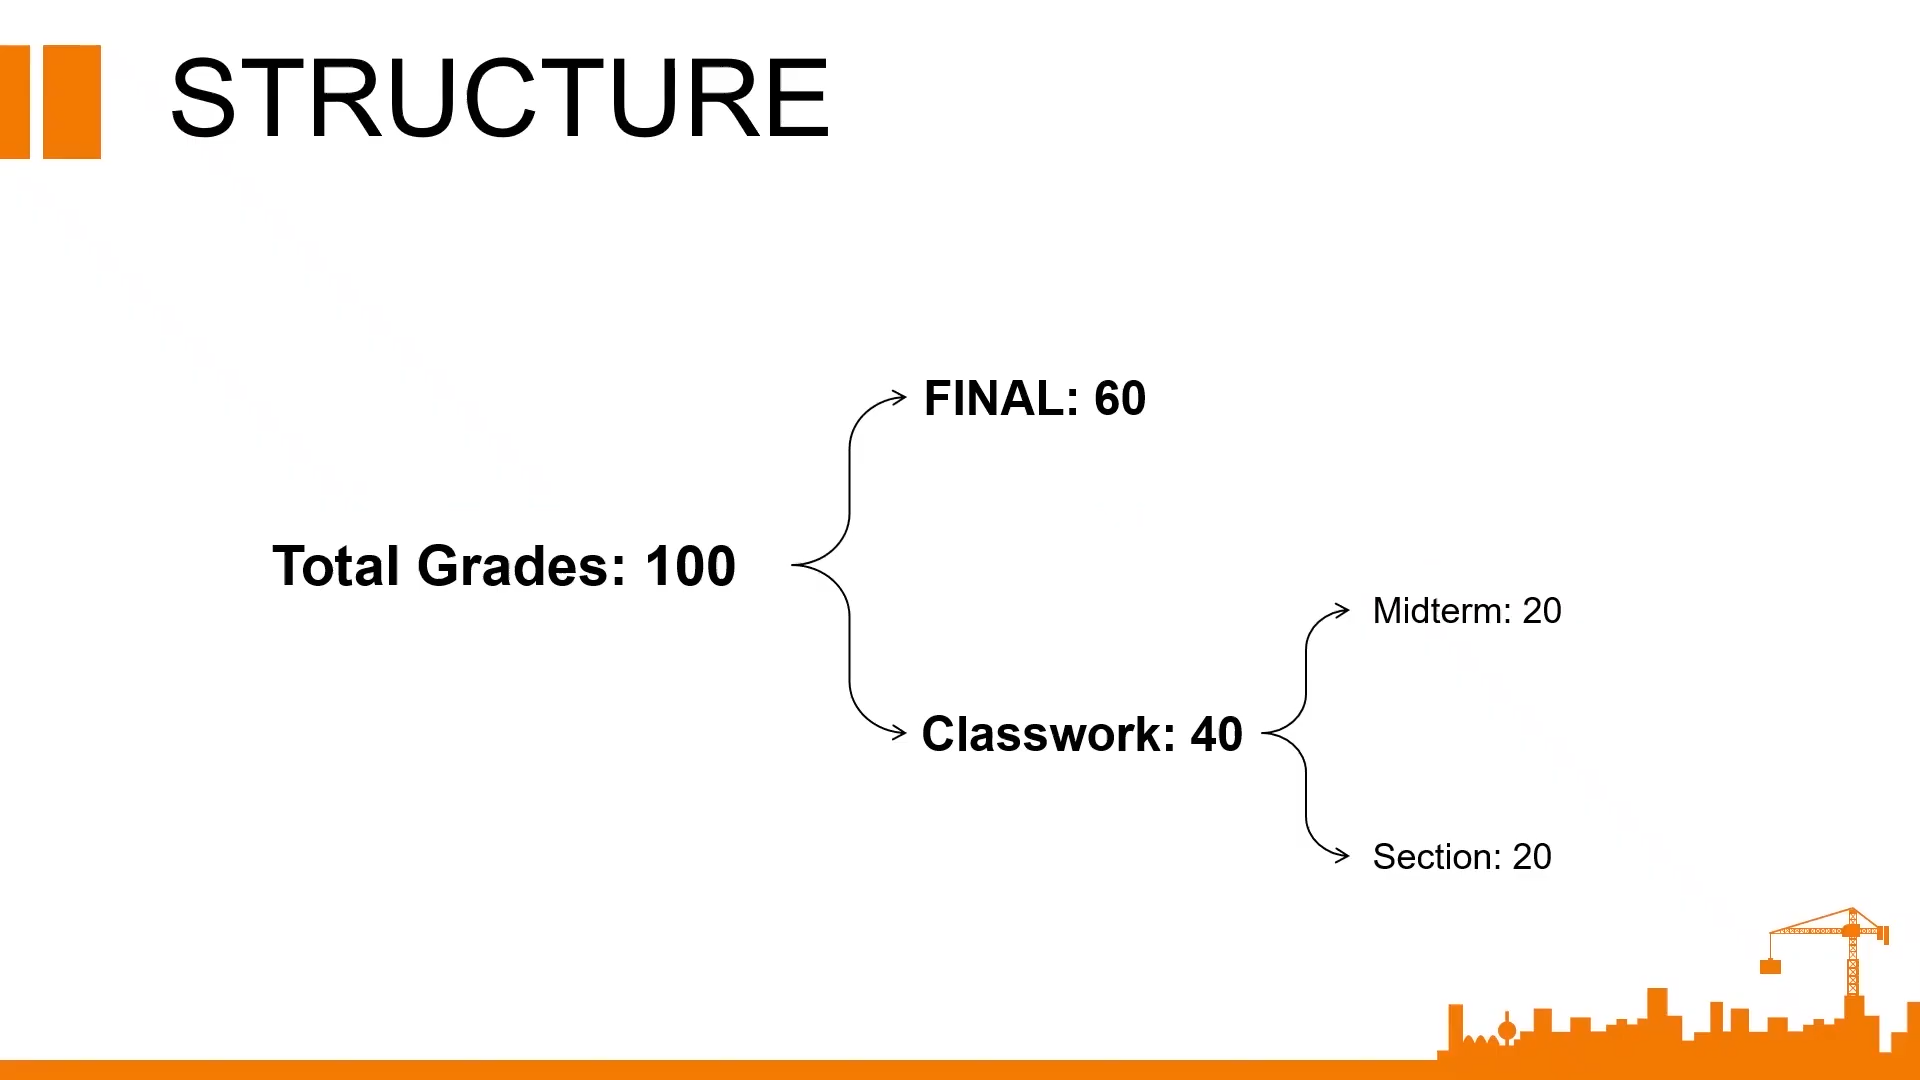 STRUCTURE
FINAL: 60
Total Grades: 100
Midterm: 20
Classwork: 40
Section: 20